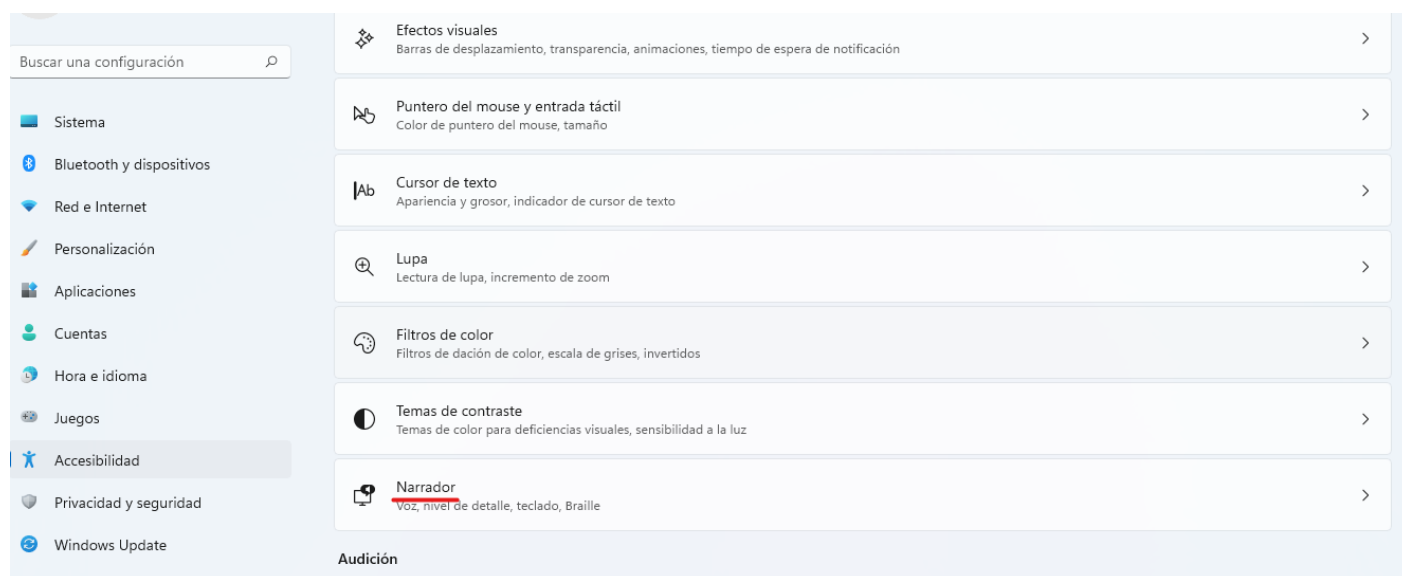 Buscar una configuración
Sistema
Bluetooth y dispositivos
Red e Internet
Personalización
Aplicaciones
Cuentas
Hora e idioma
Juegos
Accesibilidad
Privacidad y seguridad
Windows Update
Efectos visuales
Barras de desplazamiento, transparencia, animaciones, tiempo de espera de notificación
Puntero del mouse y entrada táctil
Color de puntero del mouse, tamaño
Ab
Cursor de texto
Apariencia y grosor, indicador de cursor de texto
Lupa
Lectura de lupa, incremento de zoom
Filtros de color
Filtros de dación de color, escala de grises, invertidos
Temas de contraste
Temas de color para deficiencias visuales, sensibilidad a la luz
Narrador
Voz, nivel de detalle, teclado, Braille
Audición